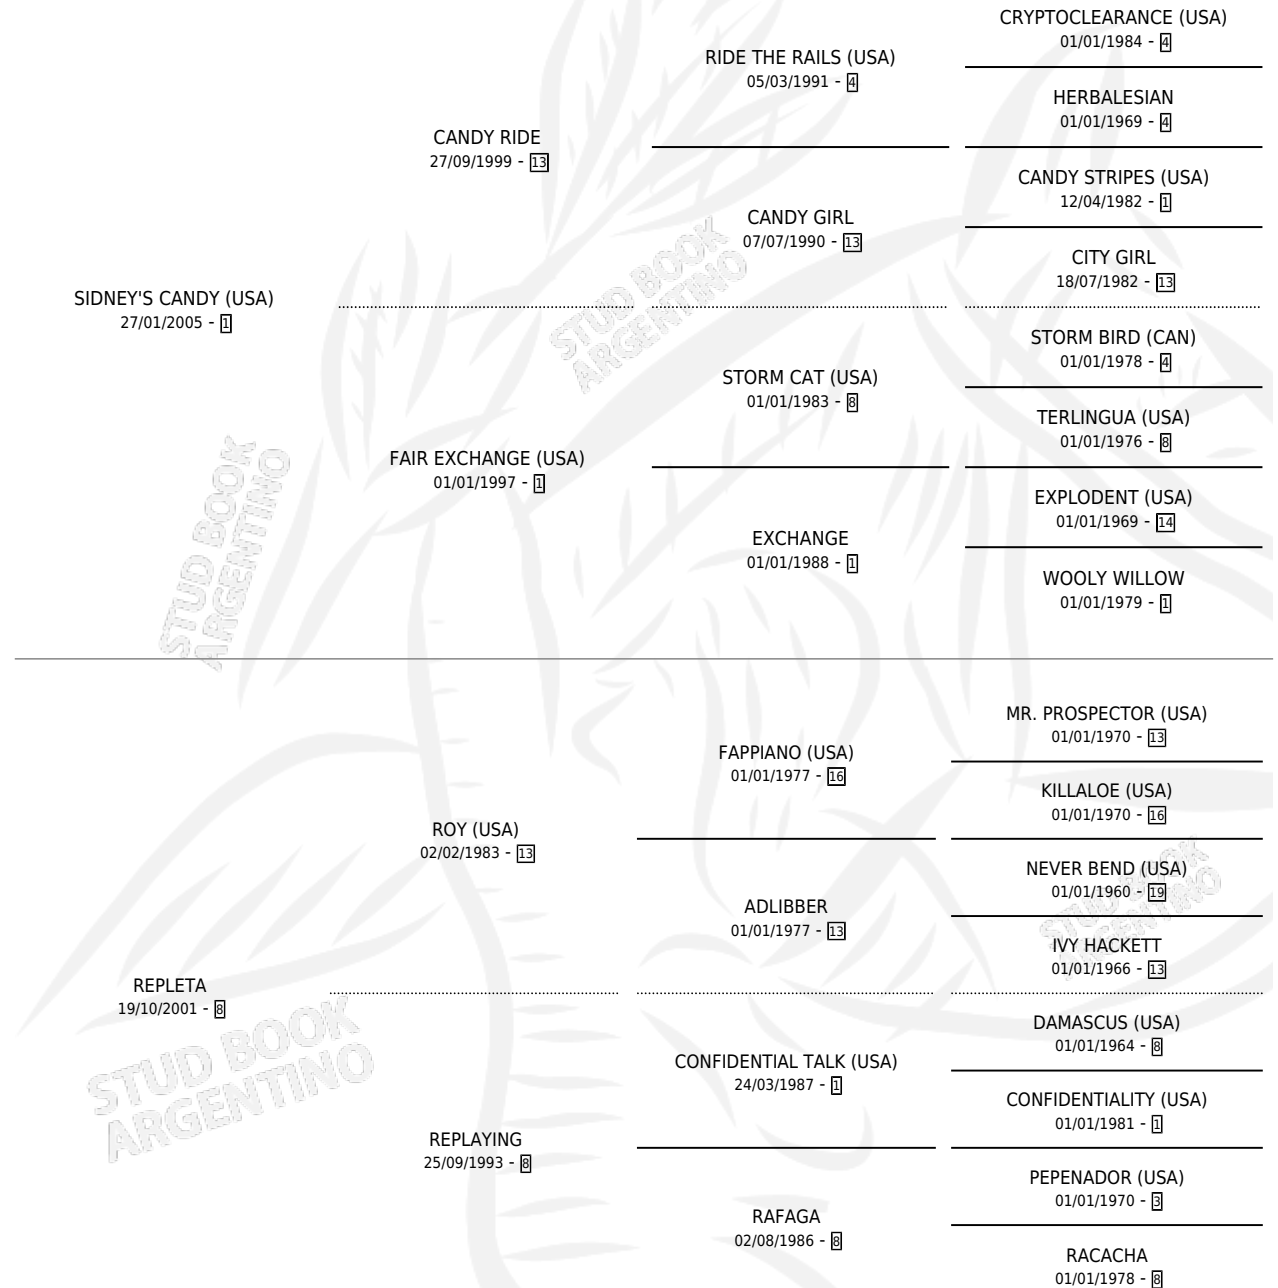 CRYPTOCLEARANCE (USA)
01/01/1984 - 4
RIDE THE RAILS (USA)
05/03/1991 - 4
HERBALESIAN
01/01/1969 - 4
CANDY RIDE
27/09/1999 - 13
CANDY STRIPES (USA)
12/04/1982 - 1
CANDY GIRL
07/07/1990 - 13
CITY GIRL
18/07/1982 - 13
SIDNEY'S CANDY (USA)
27/01/2005 - 1
STUD BOOK
ARGENTINO
STORM BIRD (CAN)
01/01/1978 - 4
STORM CAT (USA)
01/01/1983 - 8
TERLINGUA (USA)
01/01/1976 - 8
FAIR EXCHANGE (USA)
01/01/1997 - 1
EXPLODENT (USA)
01/01/1969 - 14
EXCHANGE
01/01/1988 - 1
WOOLY WILLOW
01/01/1979 - 1
STUD BOOK
ARGENTINO
MR. PROSPECTOR (USA)
01/01/1970 - 13
FAPPIANO (USA)
01/01/1977 - 16
KILLALOE (USA)
01/01/1970 - 16
ROY (USA)
02/02/1983 - 13
NEVER BEND (USA)
01/01/1960 - 19
ADLIBBER
01/01/1977 - 13
STUD BOOK
ARGENTINO
IVY HACKETT
01/01/1966 - 13
REPLETA
19/10/2001 - 8
STUD BOOK
ARGENTINO
DAMASCUS (USA)
01/01/1964 - 8
CONFIDENTIAL TALK (USA)
24/03/1987 - 1
CONFIDENTIALITY (USA)
01/01/1981 - 1
REPLAYING
25/09/1993 - 8
PEPENADOR (USA)
01/01/1970 - 3
RAFAGA
02/08/1986 - 8
RACACHA
01/01/1978 - 8